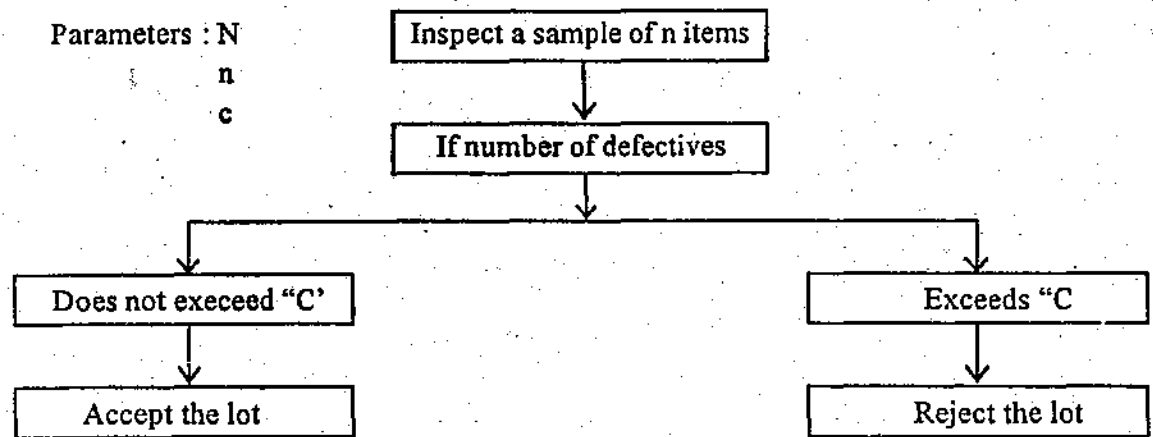 Parameters : N
n
c
Inspect a sample of n items
If number of defectives
Does not execeed “C’
Exceeds “C
Accept the lot
Reject the lot